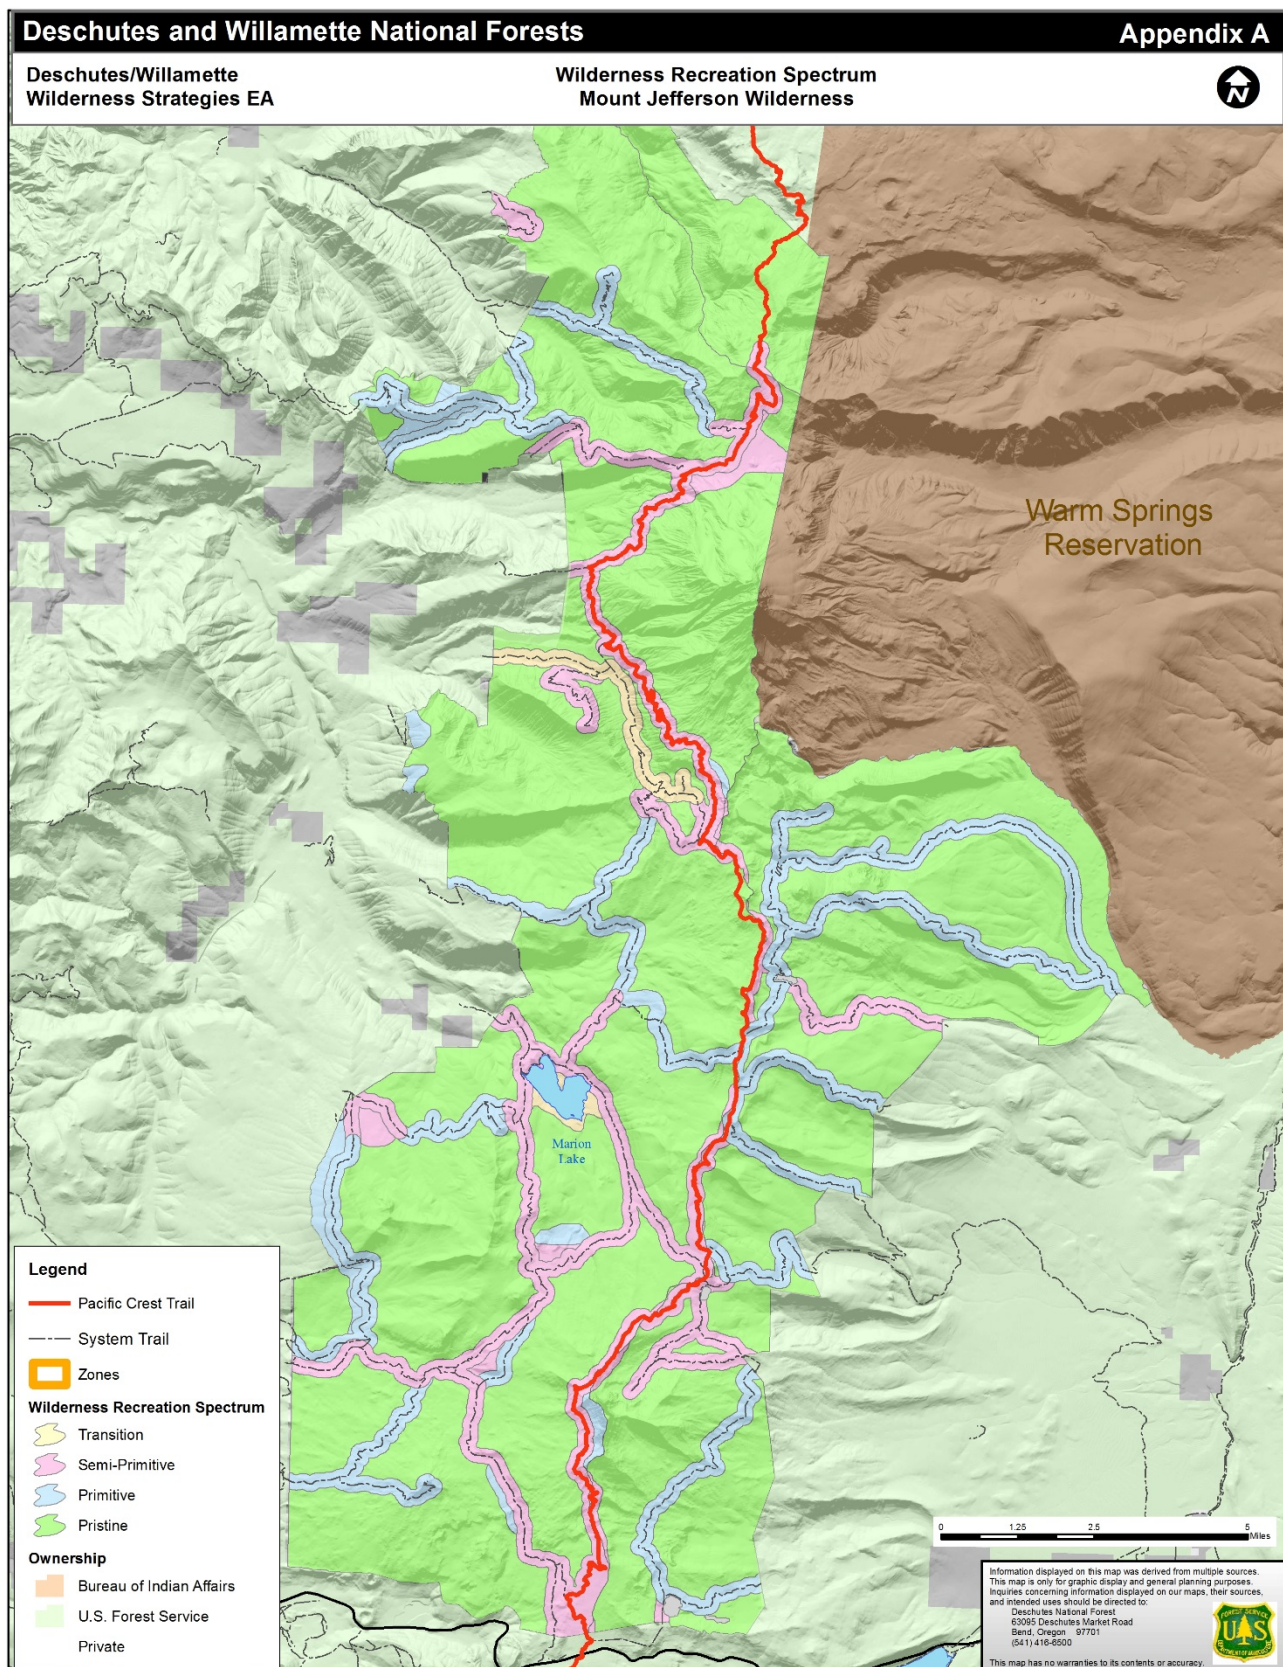 Deschutes and Willamette National Forests
Appendix A
Deschutes/Willamette
Wilderness Strategies EA
Wilderness Recreation Spectrum
Mount Jefferson Wilderness
N
Warm Springs
Reservation
Marion
Lake
Legend
Pacific Crest Trail
System Trail
Zones
Wilderness Recreation Spectrum
Transition
Semi-Primitive
Primitive
Pristine
Ownership
Bureau of Indian Affairs
U.S. Forest Service
Private
0 1.25 2.5 5
Miles
Information displayed on this map was derived from multiple sources.
This map is only for graphic display and general planning purposes.
Inquiries concerning information displayed on our maps, their sources,
and intended uses should be directed to:
Deschutes National Forest
63095 Deschutes Market Road
Bend, Oregon 97701
(541) 416-6500
This map has no warranties to its contents or accuracy.
FOREST SERVICE
U S
DEPARTMENT OF AGRICULTURE